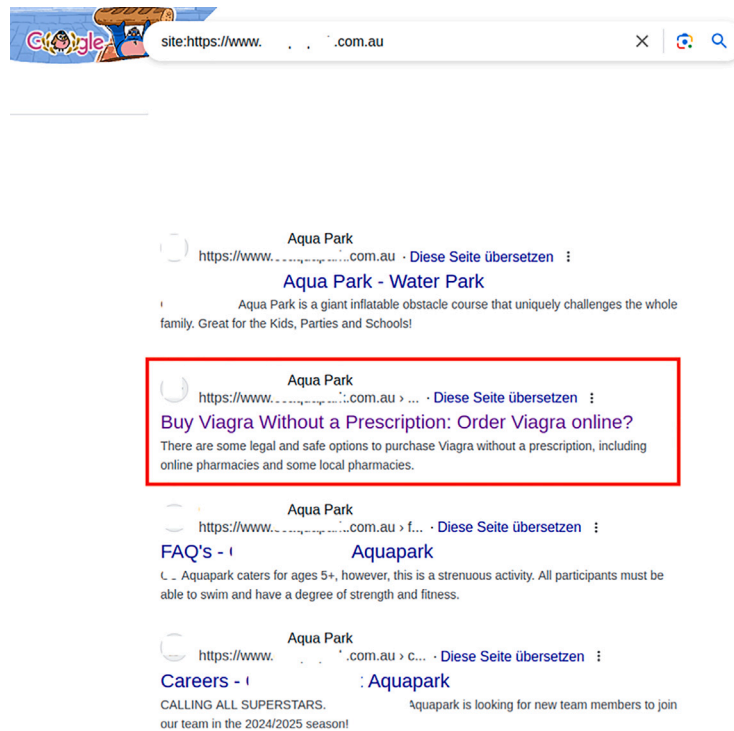 Google
site:https://www. .com.au
Aqua Park
https://www. .com.au · Diese Seite übersetzen
Aqua Park - Water Park
Aqua Park is a giant inflatable obstacle course that uniquely challenges the whole
family. Great for the Kids, Parties and Schools!
Aqua Park
https://www. .com.au › ... · Diese Seite übersetzen
Buy Viagra Without a Prescription: Order Viagra online?
There are some legal and safe options to purchase Viagra without a prescription, including
online pharmacies and some local pharmacies.
Aqua Park
https://www. .com.au › f... · Diese Seite übersetzen
FAQ's - Aquapark
Aquapark caters for ages 5+, however, this is a strenuous activity. All participants must be
able to swim and have a degree of strength and fitness.
Aqua Park
https://www. .com.au › c... · Diese Seite übersetzen
Careers - : Aquapark
CALLING ALL SUPERSTARS. Aquapark is looking for new team members to join
our team in the 2024/2025 season!